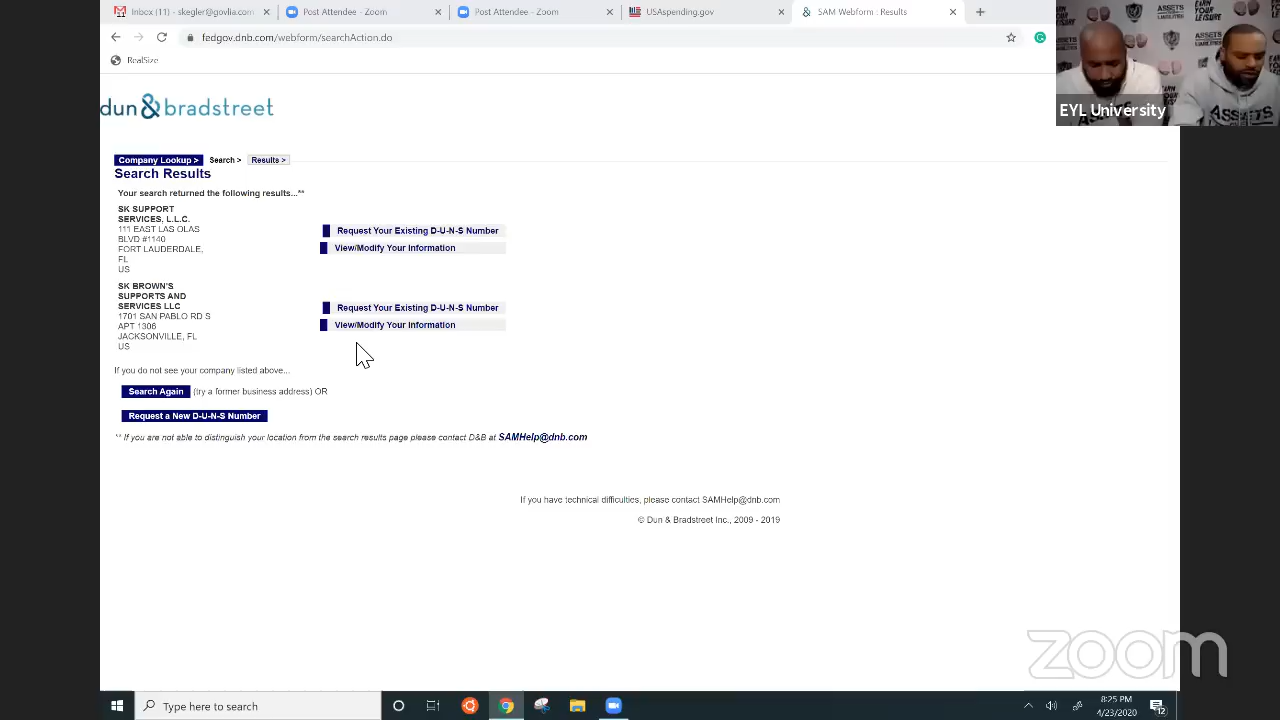 Inbox (11) - skegler@govlia.com
Post Attendee - Zoom
Post Attendee - Zoom
USAspending.gov
SAM Webform : Results
fedgov.dnb.com/webform/searchAction.do
RealSize
EARN YOUR LEISURE
ASSETS
ASSETS
EYL University
dun & bradstreet
Company Lookup > Search > Results >
Search Results
Your search returned the following results...**
SK SUPPORT
SERVICES, L.L.C.
111 EAST LAS OLAS
BLVD #1140
FORT LAUDERDALE,
FL
US
Request Your Existing D-U-N-S Number
View/Modify Your Information
SK BROWN'S
SUPPORTS AND
SERVICES LLC
1701 SAN PABLO RD S
APT 1306
JACKSONVILLE, FL
US
Request Your Existing D-U-N-S Number
View/Modify Your Information
If you do not see your company listed above...
Search Again (try a former business address) OR
Request a New D-U-N-S Number
** If you are not able to distinguish your location from the search results page please contact D&B at SAMHelp@dnb.com
If you have technical difficulties, please contact SAMHelp@dnb.com
© Dun & Bradstreet Inc., 2009 - 2019
zoom
Type here to search
8:25 PM
4/23/2020
12